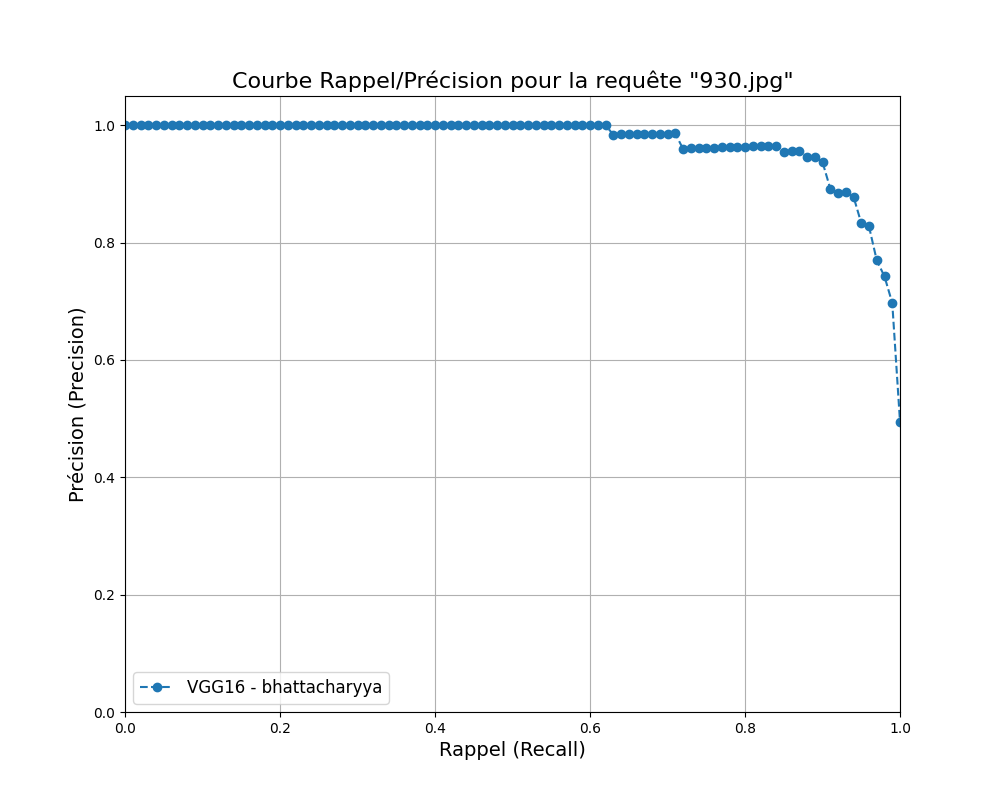 Courbe Rappel/Précision pour la requête "930.jpg"
1.0
0.8
0.6
0.4
0.2
0.0
Précision (Precision)
VGG16 - bhattacharyya
0.0 0.2 0.4 0.6 0.8 1.0
Rappel (Recall)